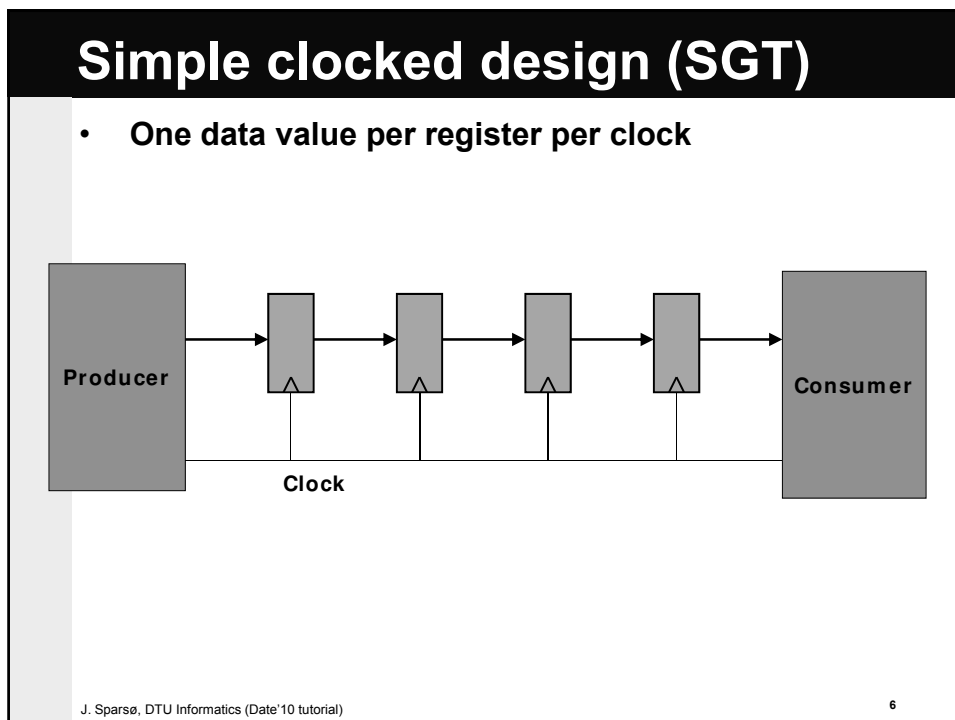 Simple clocked design (SGT)
• One data value per register per clock
Producer
Consumer
Clock
J. Sparsø, DTU Informatics (Date'10 tutorial)
6